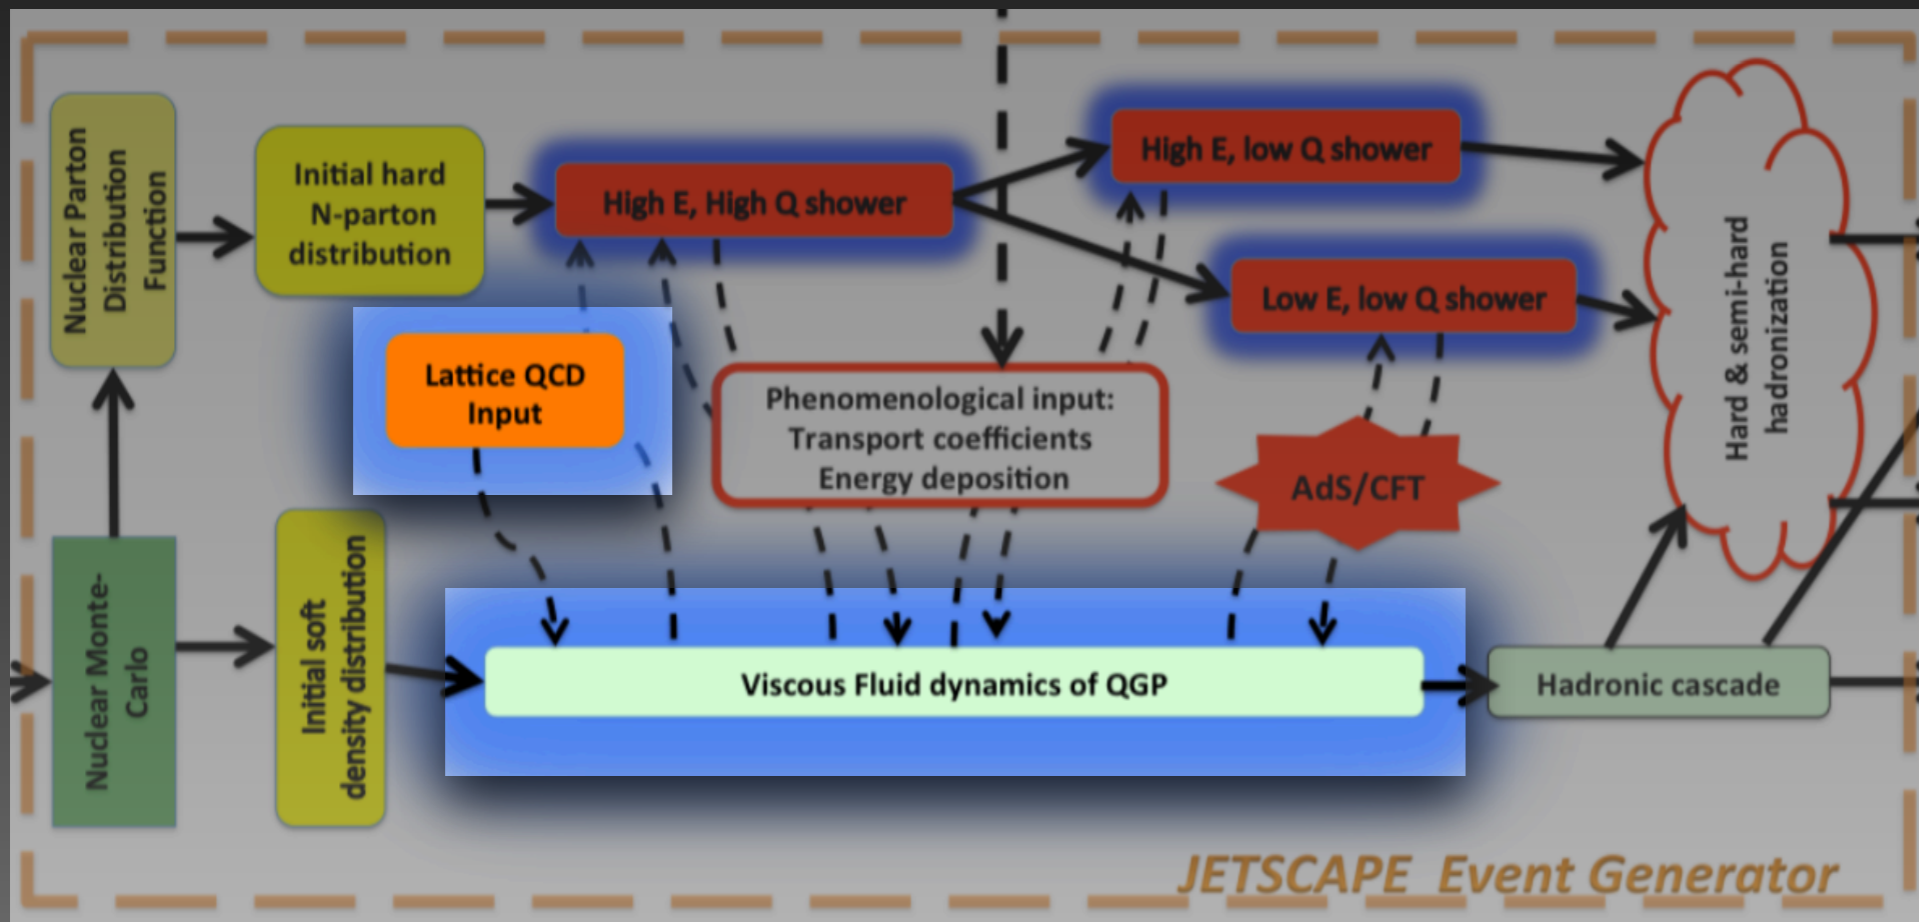 Nuclear Parton
Distribution
Function
Initial hard
N-parton
distribution
High E, High Q shower
High E, low Q shower
Low E, low Q shower
Hard & semi-hard
hadronization
Lattice QCD
Input
Phenomenological input:
Transport coefficients
Energy deposition
AdS/CFT
Nuclear Monte-
Carlo
Initial soft
density distribution
Viscous Fluid dynamics of QGP
Hadronic cascade
JETSCAPE Event Generator